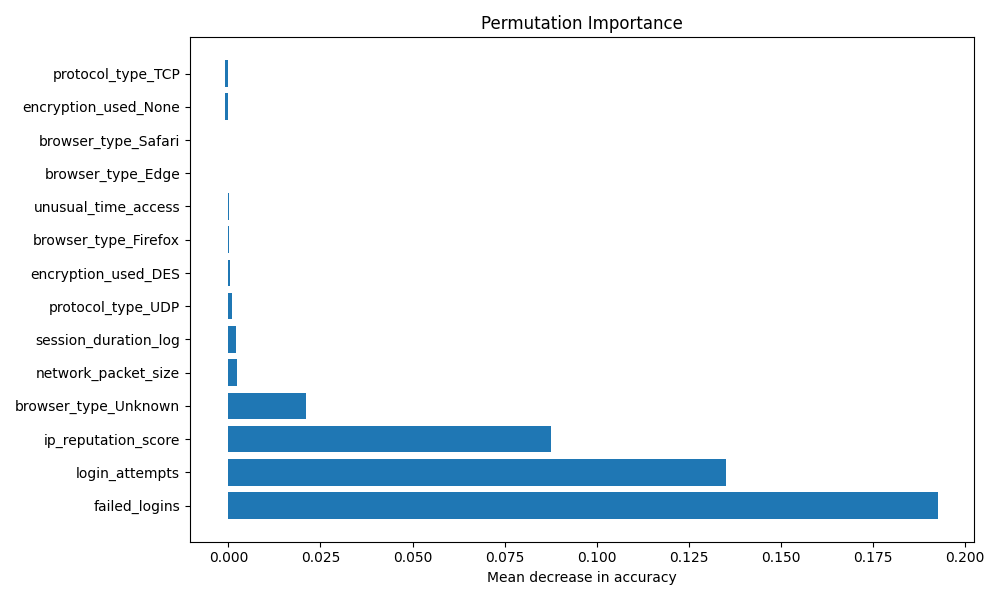 Permutation Importance
protocol_type_TCP
encryption_used_None
browser_type_Safari
browser_type_Edge
unusual_time_access
browser_type_Firefox
encryption_used_DES
protocol_type_UDP
session_duration_log
network_packet_size
browser_type_Unknown
ip_reputation_score
login_attempts
failed_logins
0.000 0.025 0.050 0.075 0.100 0.125 0.150 0.175 0.200
Mean decrease in accuracy